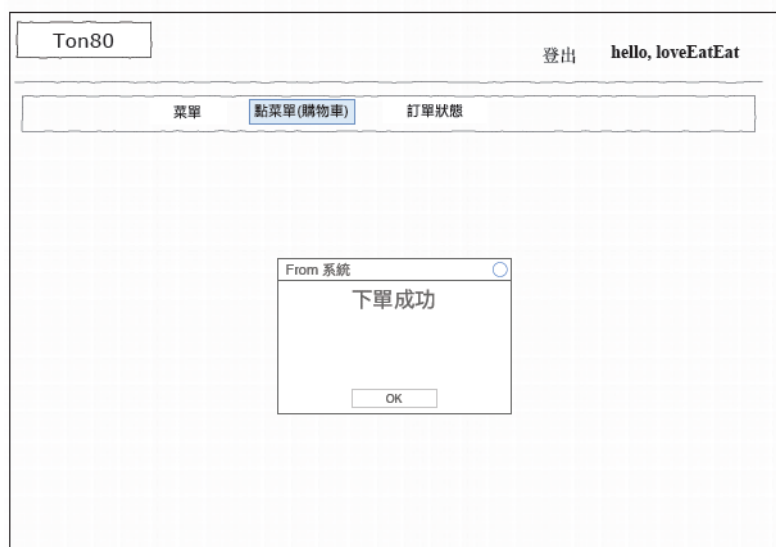 Ton80
登出 hello, loveEatEat
菜單 點菜單(購物車) 訂單狀態
From 系統
下單成功
OK